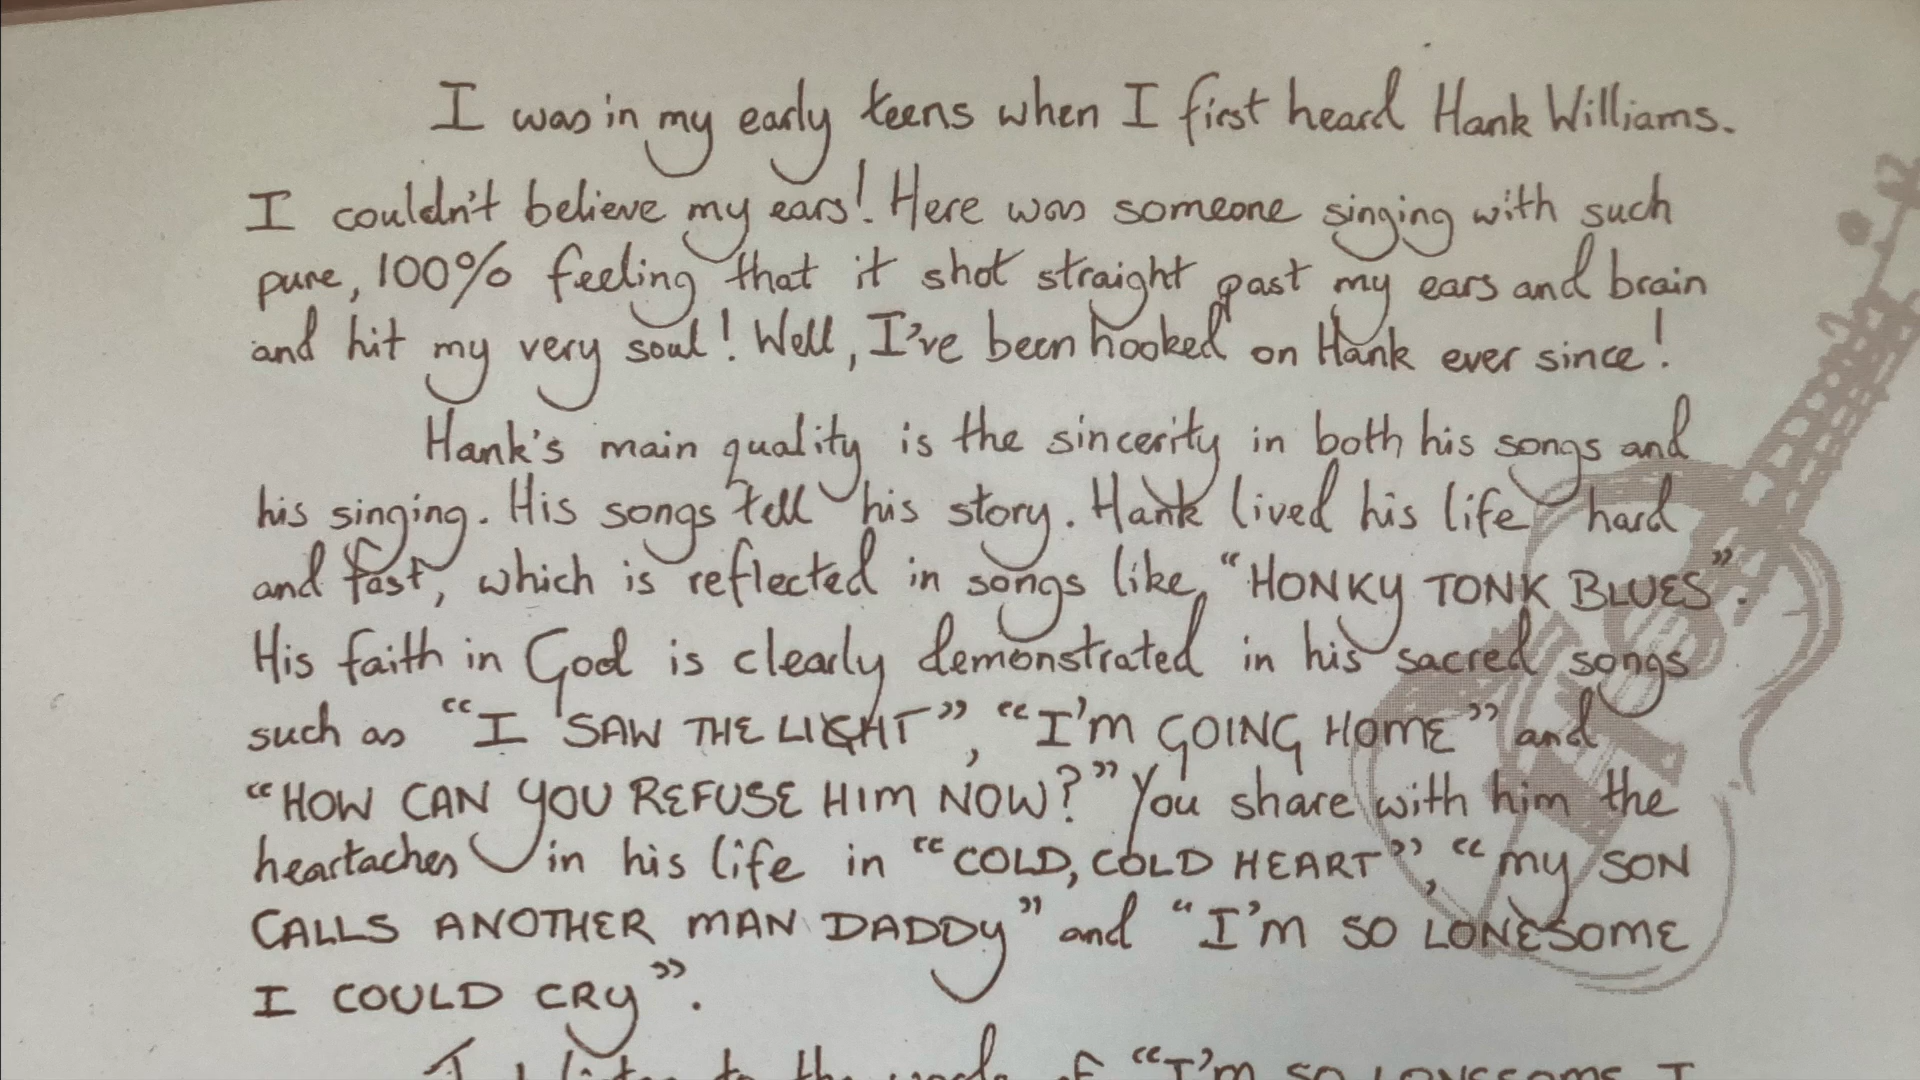 I was in my early teens when I first heard Hank Williams.
I couldn't believe my ears! Here was someone singing with such
pure, 100% feeling that it shot straight past my ears and brain
and hit my very soul! Well, I've been hooked on Hank ever since!
Hank's main quality is the sincerity in both his songs and
his singing. His songs tell his story. Hank lived his life hard
and fast, which is reflected in songs like, "HONKY TONK BLUES".
His faith in God is clearly demonstrated in his sacred songs
such as "I SAW THE LIGHT", "I'M GOING HOME" and
"HOW CAN YOU REFUSE HIM NOW?" You share with him the
heartaches in his life in "COLD, COLD HEART", "MY SON
CALLS ANOTHER MAN DADDY" and "I'M SO LONESOME
I COULD CRY".
to the of "I'M SO LONESOME I